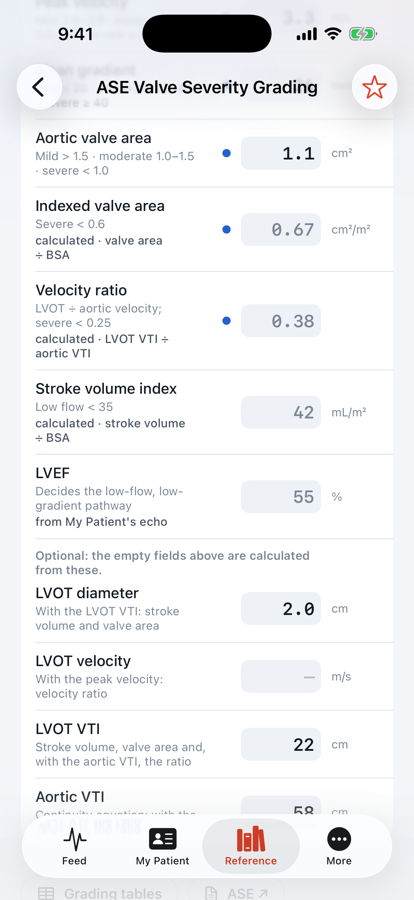 9:41
ASE Valve Severity Grading
Aortic valve area
Mild > 1.5 · moderate 1.0–1.5
· severe < 1.0
1.1 cm²
Indexed valve area
Severe < 0.6
calculated · valve area
÷ BSA
0.67 cm²/m²
Velocity ratio
LVOT ÷ aortic velocity;
severe < 0.25
calculated · LVOT VTI ÷
aortic VTI
0.38
Stroke volume index
Low flow < 35
calculated · stroke volume
÷ BSA
42 mL/m²
LVEF
Decides the low-flow, low-
gradient pathway
from My Patient's echo
55 %
Optional: the empty fields above are calculated
from these.
LVOT diameter
With the LVOT VTI: stroke
volume and valve area
2.0 cm
LVOT velocity
With the peak velocity:
velocity ratio
– m/s
LVOT VTI
Stroke volume, valve area and,
with the aortic VTI, the ratio
22 cm
Aortic VTI
Continuity equation: with the
58 cm
Feed
My Patient
Reference
More
Grading tables
ASE ↗